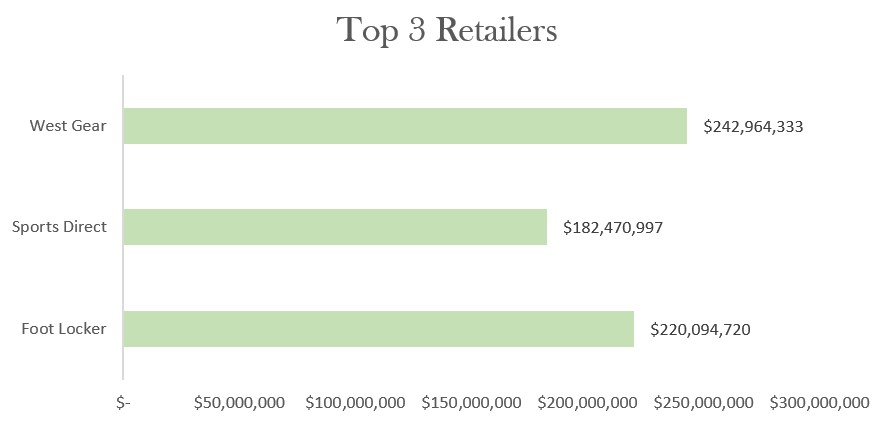 Top 3 Retailers
West Gear
$242,964,333
Sports Direct
$182,470,997
Foot Locker
$220,094,720
$- $50,000,000 $100,000,000 $150,000,000 $200,000,000 $250,000,000 $300,000,000